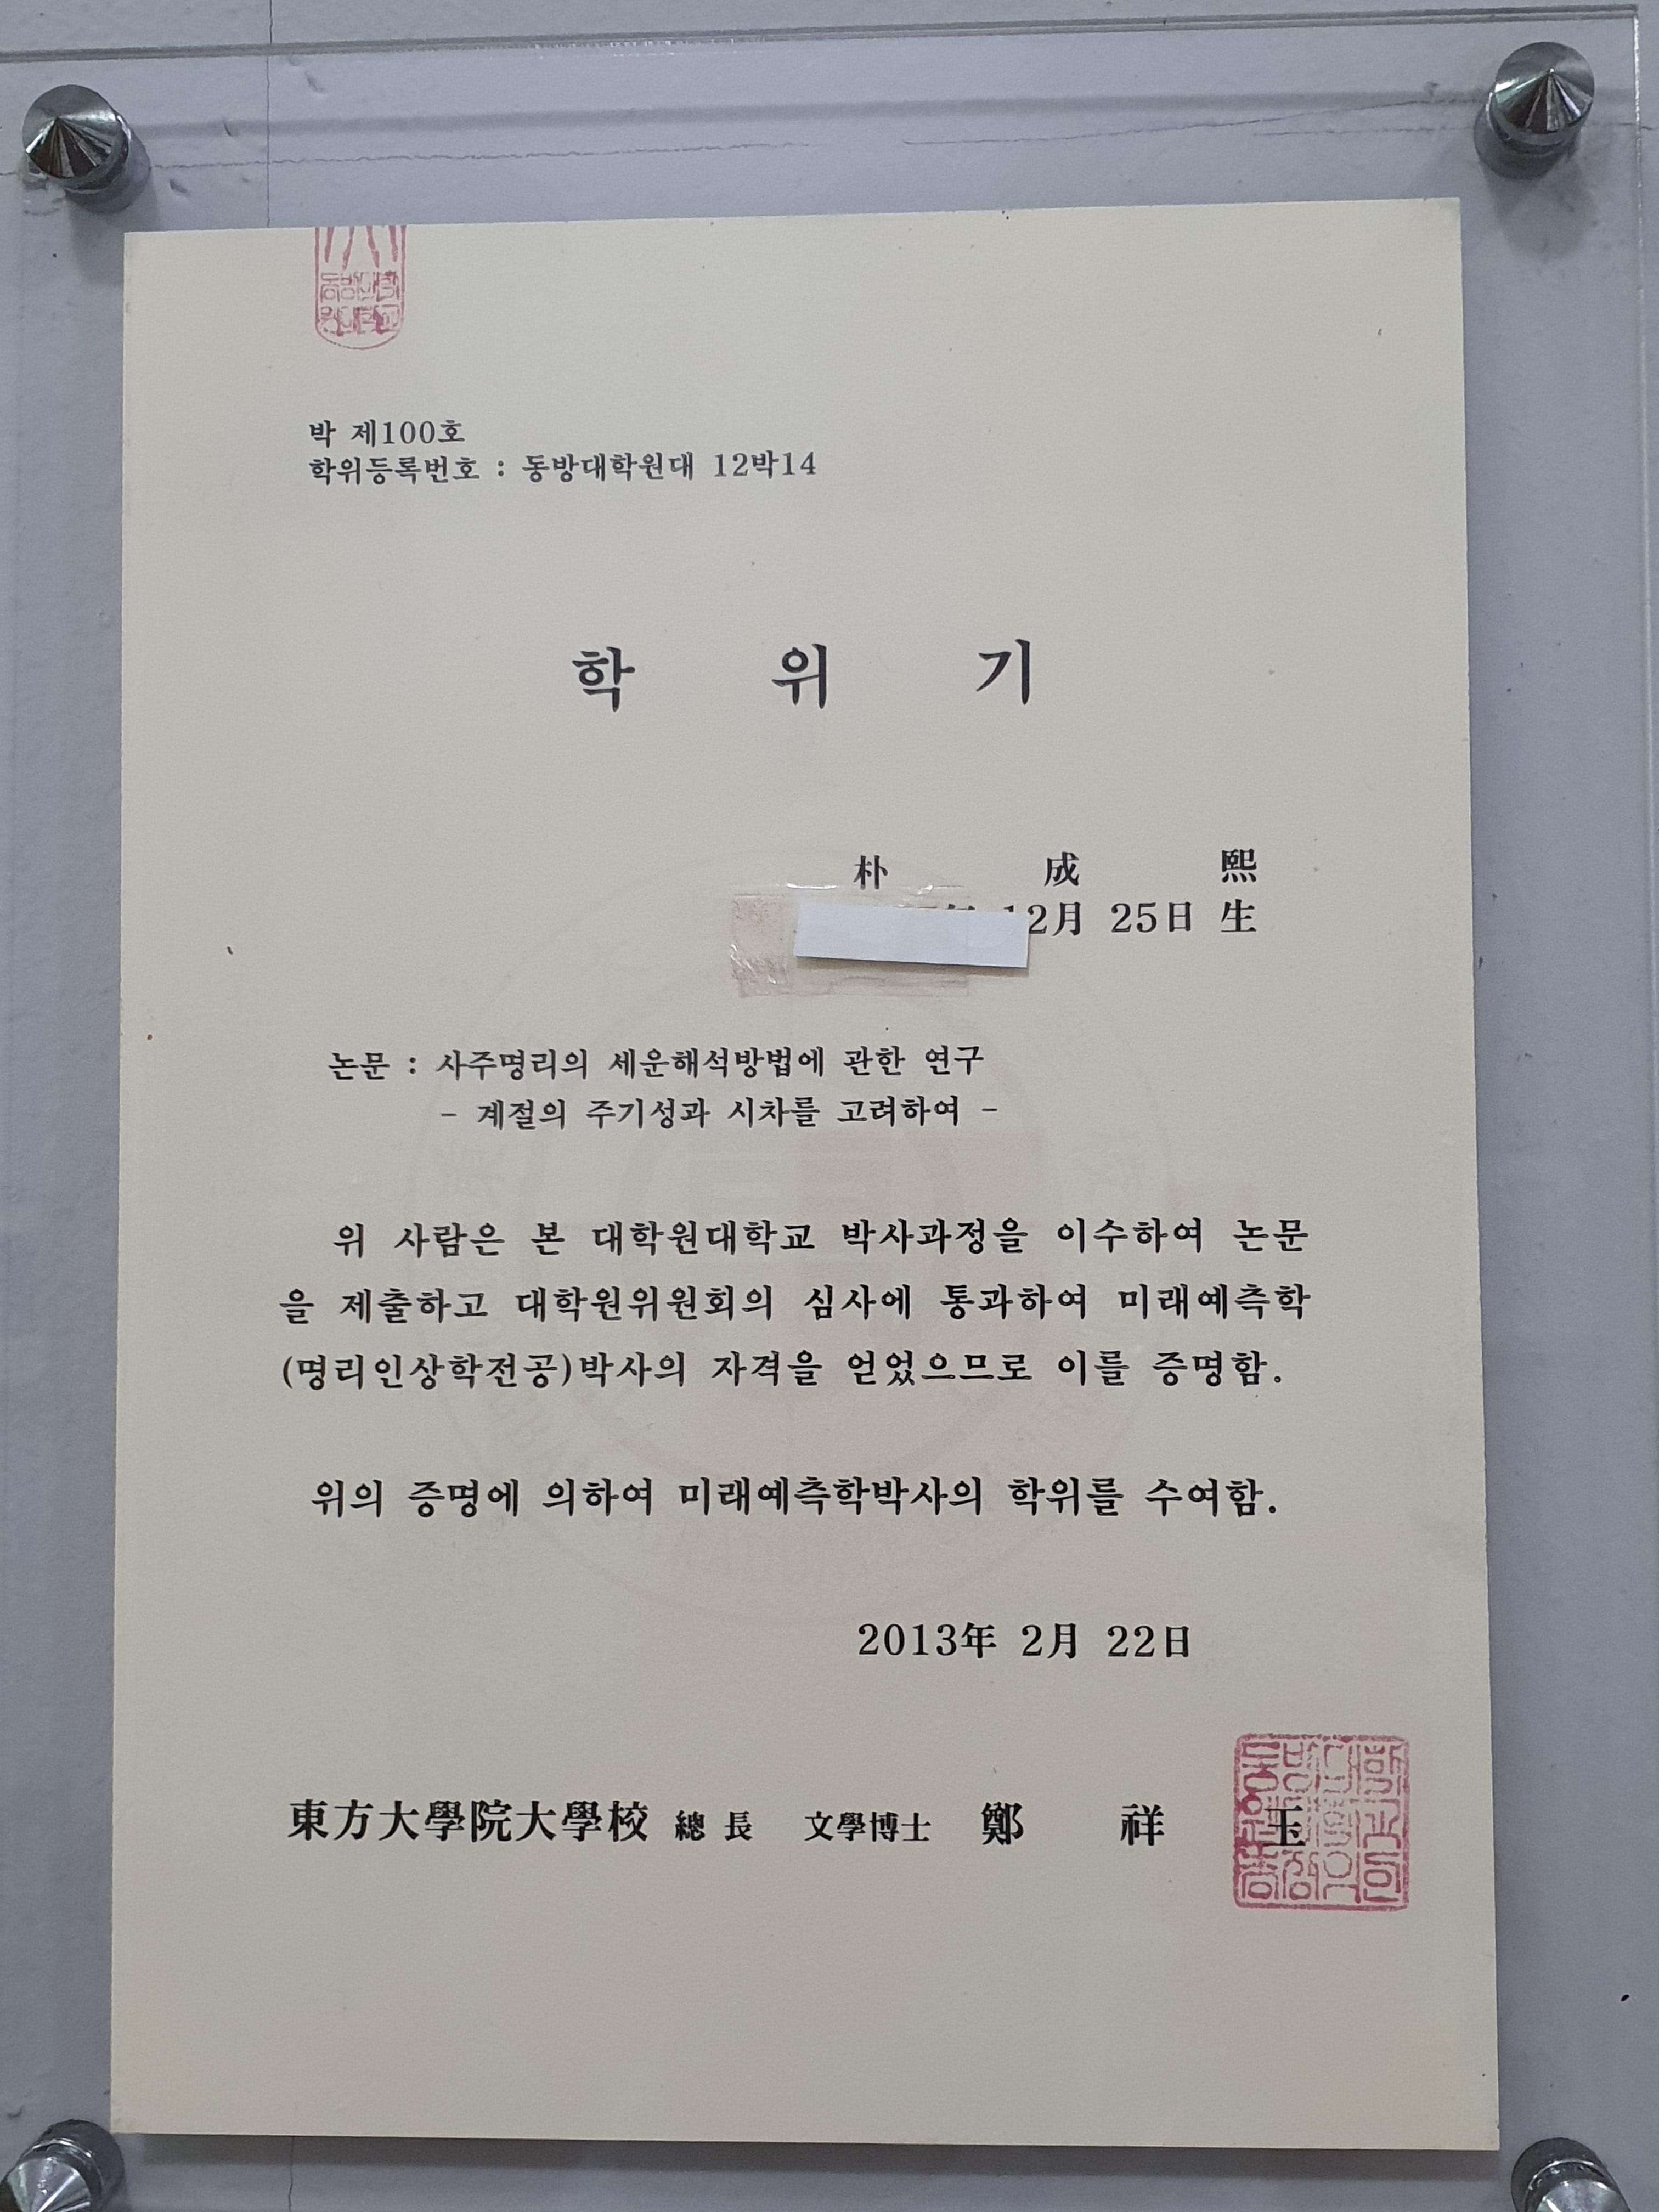 박 제100호
학위등록번호 : 동방대학원대 12박14
학 위 기
朴 成 熙
12月 25日 生
논문 : 사주명리의 세운해석방법에 관한 연구
- 계절의 주기성과 시차를 고려하여 -
위 사람은 본 대학원대학교 박사과정을 이수하여 논문
을 제출하고 대학원위원회의 심사에 통과하여 미래예측학
(명리인상학전공)박사의 자격을 얻었으므로 이를 증명함.
위의 증명에 의하여 미래예측학박사의 학위를 수여함.
2013年 2月 22日
東方大學院大學校 總 長 文學博士 鄭 祥 玉